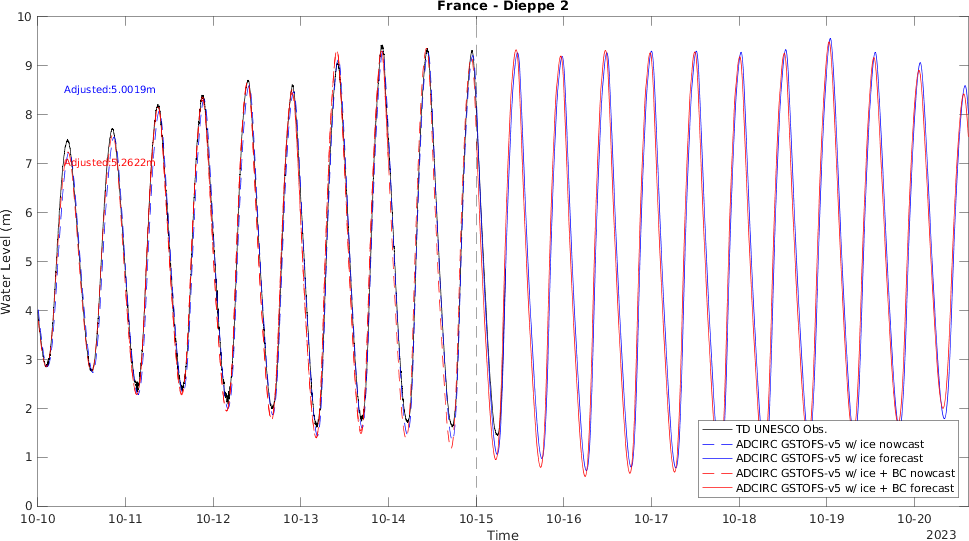 France - Dieppe 2
10
9
8
7
6
5
4
3
2
1
0
Water Level (m)
Adjusted:5.0019m
Adjusted:5.2622m
TD UNESCO Obs.
ADCIRC GSTOFS-v5 w/ ice nowcast
ADCIRC GSTOFS-v5 w/ ice forecast
ADCIRC GSTOFS-v5 w/ ice + BC nowcast
ADCIRC GSTOFS-v5 w/ ice + BC forecast
10-10 10-11 10-12 10-13 10-14 10-15 10-16 10-17 10-18 10-19 10-20
Time
2023